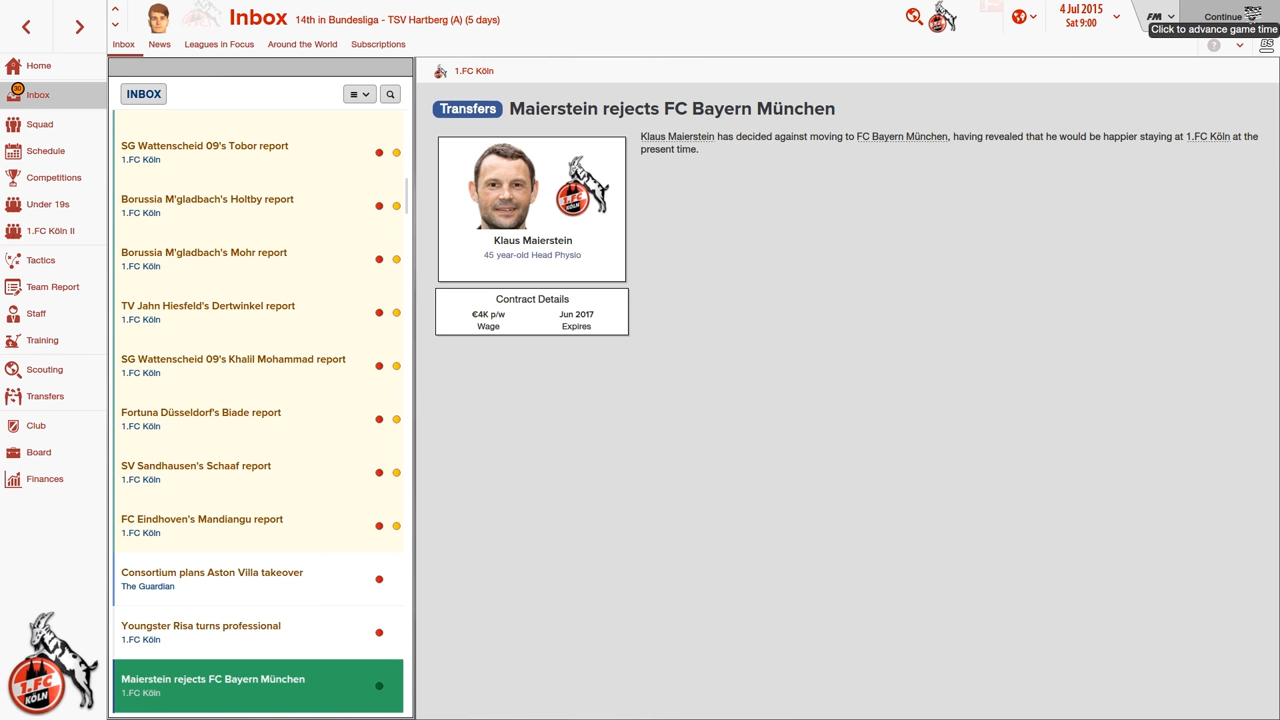 Inbox
14th in Bundesliga - TSV Hartberg (A) (5 days)
4 Jul 2015
Sat 9:00
FM
Continue
Click to advance game time
Inbox
News
Leagues in Focus
Around the World
Subscriptions
?
BS
Home
30
Inbox
Squad
Schedule
Competitions
Under 19s
1.FC Köln II
Tactics
Team Report
Staff
Training
Scouting
Transfers
Club
Board
Finances
1.FC
KÖLN
INBOX
SG Wattenscheid 09's Tobor report
1.FC Köln
Borussia M'gladbach's Holtby report
1.FC Köln
Borussia M'gladbach's Mohr report
1.FC Köln
TV Jahn Hiesfeld's Dertwinkel report
1.FC Köln
SG Wattenscheid 09's Khalil Mohammad report
1.FC Köln
Fortuna Düsseldorf's Biade report
1.FC Köln
SV Sandhausen's Schaaf report
1.FC Köln
FC Eindhoven's Mandiangu report
1.FC Köln
Consortium plans Aston Villa takeover
The Guardian
Youngster Risa turns professional
1.FC Köln
Maierstein rejects FC Bayern München
1.FC Köln
1.FC Köln
Transfers
Maierstein rejects FC Bayern München
Klaus Maierstein has decided against moving to FC Bayern München, having revealed that he would be happier staying at 1.FC Köln at the
present time.
1.FC
KÖLN
Klaus Maierstein
45 year-old Head Physio
Contract Details
€4K p/w
Jun 2017
Wage
Expires